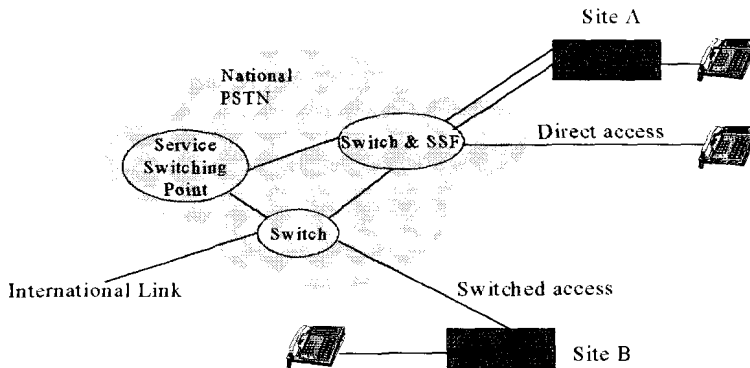 Site A
National
PSTN
Switch & SSF
Direct access
Service
Switching
Point
Switch
International Link
Switched access
Site B